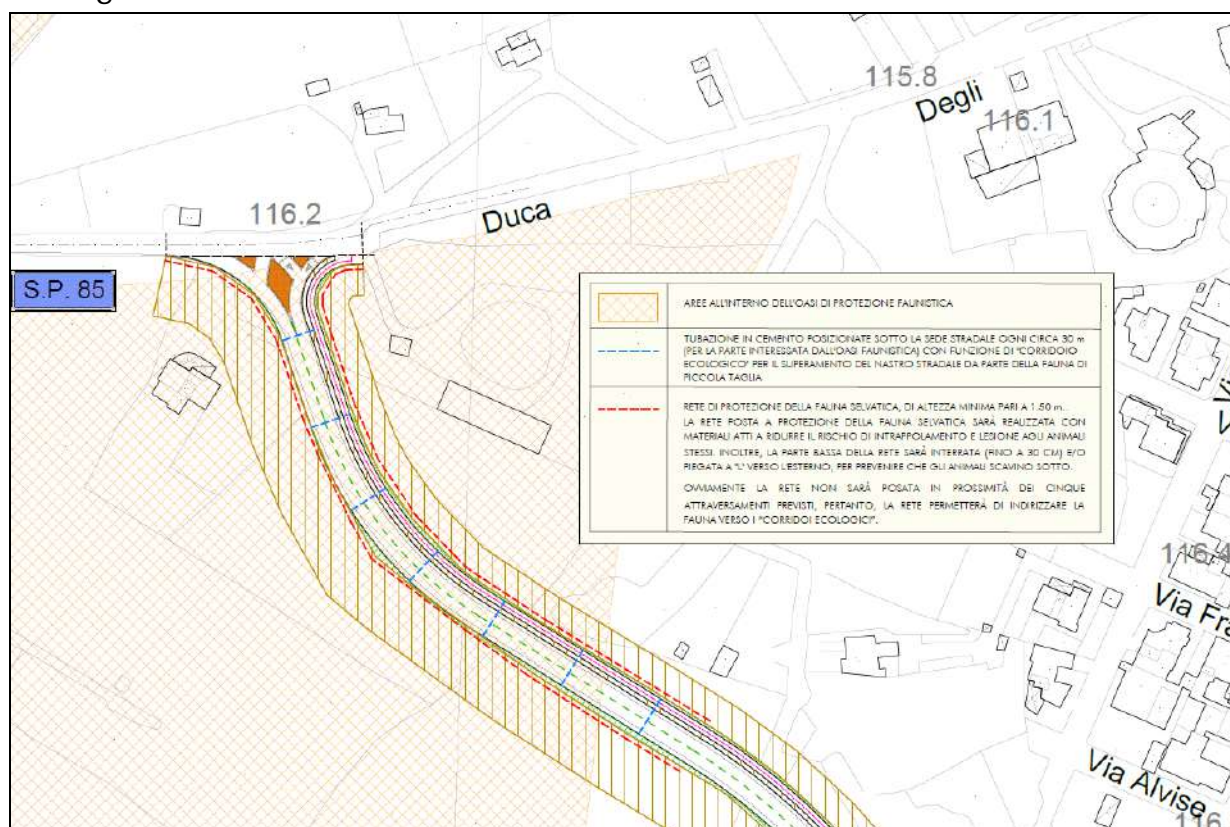 115.8
Degli
116.1
116.2
Duca
S.P. 85
AREE ALL'INTERNO DELL'OASI DI PROTEZIONE FAUNISTICA
TUBAZIONE IN CEMENTO POSIZIONATE SOTTO LA SEDE STRADALE OGNI CIRCA 30 m
(PER LA PARTE INTERESSATA DALL'OASI FAUNISTICA) CON FUNZIONE DI "CORRIDOIO
ECOLOGICO" PER IL SUPERAMENTO DEL NASTRO STRADALE DA PARTE DELLA FAUNA DI
PICCOLA TAGLIA
RETE DI PROTEZIONE DELLA FAUNA SELVATICA, DI ALTEZZA MINIMA PARI A 1.50 m.
LA RETE POSTA A PROTEZIONE DELLA FAUNA SELVATICA SARÀ REALIZZATA CON
MATERIALI ATTI A RIDURRE IL RISCHIO DI INTRAPPOLAMENTO E LESIONE AGLI ANIMALI
STESSI. INOLTRE, LA PARTE BASSA DELLA RETE SARÀ INTERRATA (FINO A 30 CM) E/O
PIEGATA A "L" VERSO L'ESTERNO, PER PREVENIRE CHE GLI ANIMALI SCAVINO SOTTO.
OVVIAMENTE LA RETE NON SARÀ POSATA IN PROSSIMITÀ DEI CINQUE
ATTRAVERSAMENTI PREVISTI, PERTANTO, LA RETE PERMETTERÀ DI INDIRIZZARE LA
FAUNA VERSO I "CORRIDOI ECOLOGICI".
116.4
Via Fra
Via Alvise
116